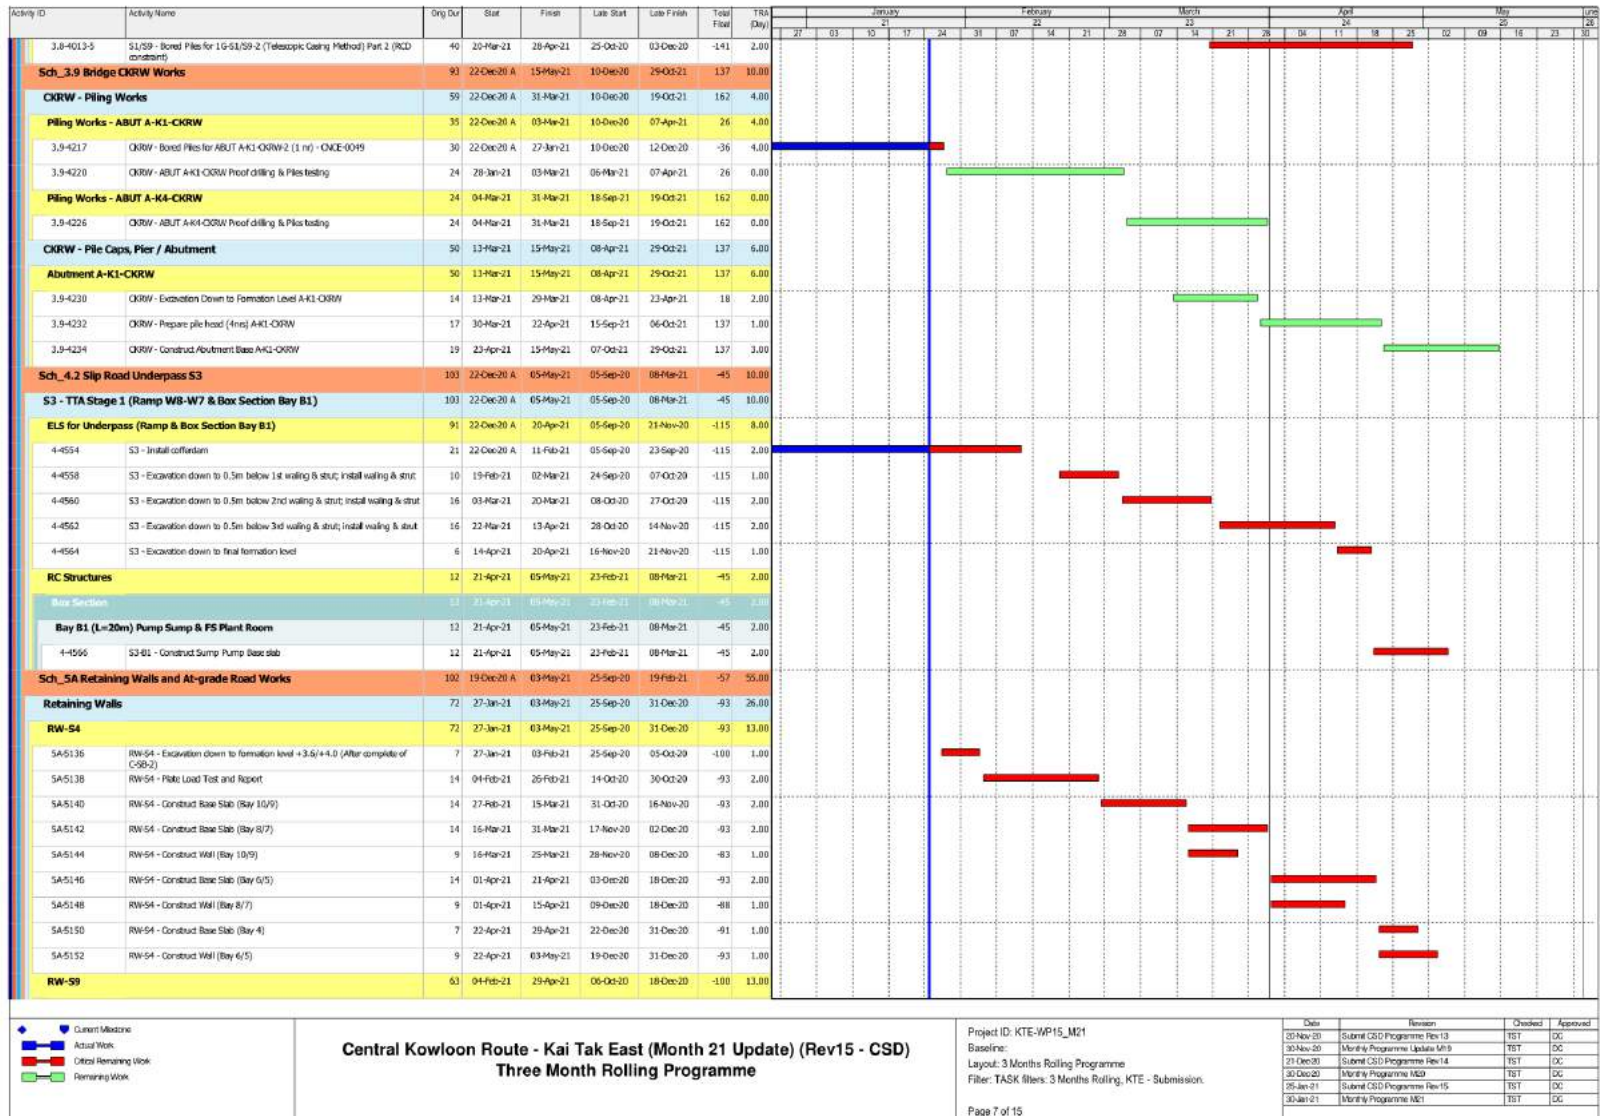 Activity ID Activity Name Orig Dur Start Finish Late Start Late Finish Total Float TRA (Day) January February March April May June
21 22 23 24 25 26
27 03 10 17 24 31 07 14 21 28 07 14 21 28 04 11 18 25 02 09 16 23 30
3.8-4013-5 S1/S9 - Bored Piles for 1G-S1/S9-2 (Telescopic Casing Method) Part 2 (RCD constraint) 40 20-Mar-21 28-Apr-21 25-Oct-20 03-Dec-20 -141 2.00
Sch_3.9 Bridge CKRW Works 93 22-Dec-20 A 15-May-21 10-Dec-20 29-Oct-21 137 10.00
CKRW - Piling Works 59 22-Dec-20 A 31-Mar-21 10-Dec-20 19-Oct-21 162 4.00
Piling Works - ABUT A-K1-CKRW 35 22-Dec-20 A 03-Mar-21 10-Dec-20 07-Apr-21 26 4.00
3.9-4217 CKRW - Bored Piles for ABUT A-K1-CKRW-2 (1 nr) - CNCE-0049 30 22-Dec-20 A 27-Jan-21 10-Dec-20 12-Dec-20 -36 4.00
3.9-4220 CKRW - ABUT A-K1-CKRW Proof drilling & Piles testing 24 28-Jan-21 03-Mar-21 06-Mar-21 07-Apr-21 26 0.00
Piling Works - ABUT A-K4-CKRW 24 04-Mar-21 31-Mar-21 18-Sep-21 19-Oct-21 162 0.00
3.9-4226 CKRW - ABUT A-K4-CKRW Proof drilling & Piles testing 24 04-Mar-21 31-Mar-21 18-Sep-21 19-Oct-21 162 0.00
CKRW - Pile Caps, Pier / Abutment 50 13-Mar-21 15-May-21 08-Apr-21 29-Oct-21 137 6.00
Abutment A-K1-CKRW 50 13-Mar-21 15-May-21 08-Apr-21 29-Oct-21 137 6.00
3.9-4230 CKRW - Excavation Down to Formation Level A-K1-CKRW 14 13-Mar-21 29-Mar-21 08-Apr-21 23-Apr-21 18 2.00
3.9-4232 CKRW - Prepare pile head (4nrs) A-K1-CKRW 17 30-Mar-21 22-Apr-21 15-Sep-21 06-Oct-21 137 1.00
3.9-4234 CKRW - Construct Abutment Base A-K1-CKRW 19 23-Apr-21 15-May-21 07-Oct-21 29-Oct-21 137 3.00
Sch_4.2 Slip Road Underpass S3 103 22-Dec-20 A 05-May-21 05-Sep-20 08-Mar-21 -45 10.00
S3 - TTA Stage 1 (Ramp W8-W7 & Box Section Bay B1) 103 22-Dec-20 A 05-May-21 05-Sep-20 08-Mar-21 -45 10.00
ELS for Underpass (Ramp & Box Section Bay B1) 91 22-Dec-20 A 20-Apr-21 05-Sep-20 21-Nov-20 -115 8.00
4-4554 S3 - Install cofferdam 21 22-Dec-20 A 11-Feb-21 05-Sep-20 23-Sep-20 -115 2.00
4-4558 S3 - Excavation down to 0.5m below 1st waling & strut; install waling & strut 10 19-Feb-21 02-Mar-21 24-Sep-20 07-Oct-20 -115 1.00
4-4560 S3 - Excavation down to 0.5m below 2nd waling & strut; install waling & strut 16 03-Mar-21 20-Mar-21 08-Oct-20 27-Oct-20 -115 2.00
4-4562 S3 - Excavation down to 0.5m below 3rd waling & strut; install waling & strut 16 22-Mar-21 13-Apr-21 28-Oct-20 14-Nov-20 -115 2.00
4-4564 S3 - Excavation down to final formation level 6 14-Apr-21 20-Apr-21 16-Nov-20 21-Nov-20 -115 1.00
RC Structures 12 21-Apr-21 05-May-21 23-Feb-21 08-Mar-21 -45 2.00
Box Section 12 21-Apr-21 05-May-21 23-Feb-21 08-Mar-21 -45 2.00
Bay B1 (L=20m) Pump Sump & FS Plant Room 12 21-Apr-21 05-May-21 23-Feb-21 08-Mar-21 -45 2.00
4-4566 S3-B1 - Construct Sump Pump Base slab 12 21-Apr-21 05-May-21 23-Feb-21 08-Mar-21 -45 2.00
Sch_5A Retaining Walls and At-grade Road Works 102 19-Dec-20 A 03-May-21 25-Sep-20 19-Feb-21 -57 55.00
Retaining Walls 72 27-Jan-21 03-May-21 25-Sep-20 31-Dec-20 -93 26.00
RW-S4 72 27-Jan-21 03-May-21 25-Sep-20 31-Dec-20 -93 13.00
5A-5136 RW-S4 - Excavation down to formation level +3.6/+4.0 (After complete of C-SB-2) 7 27-Jan-21 03-Feb-21 25-Sep-20 05-Oct-20 -100 1.00
5A-5138 RW-S4 - Plate Load Test and Report 14 04-Feb-21 26-Feb-21 14-Oct-20 30-Oct-20 -93 2.00
5A-5140 RW-S4 - Construct Base Slab (Bay 10/9) 14 27-Feb-21 15-Mar-21 31-Oct-20 16-Nov-20 -93 2.00
5A-5142 RW-S4 - Construct Base Slab (Bay 8/7) 14 16-Mar-21 31-Mar-21 17-Nov-20 02-Dec-20 -93 2.00
5A-5144 RW-S4 - Construct Wall (Bay 10/9) 9 16-Mar-21 25-Mar-21 28-Nov-20 08-Dec-20 -83 1.00
5A-5146 RW-S4 - Construct Base Slab (Bay 6/5) 14 01-Apr-21 21-Apr-21 03-Dec-20 18-Dec-20 -93 2.00
5A-5148 RW-S4 - Construct Wall (Bay 8/7) 9 01-Apr-21 15-Apr-21 09-Dec-20 18-Dec-20 -88 1.00
5A-5150 RW-S4 - Construct Base Slab (Bay 4) 7 22-Apr-21 29-Apr-21 22-Dec-20 31-Dec-20 -91 1.00
5A-5152 RW-S4 - Construct Wall (Bay 6/5) 9 22-Apr-21 03-May-21 19-Dec-20 31-Dec-20 -93 1.00
RW-S9 63 04-Feb-21 29-Apr-21 06-Oct-20 18-Dec-20 -100 13.00
Current Milestone
Actual Work
Critical Remaining Work
Remaining Work
Central Kowloon Route - Kai Tak East (Month 21 Update) (Rev15 - CSD)
Three Month Rolling Programme
Project ID: KTE-WP15_M21
Baseline:
Layout: 3 Months Rolling Programme
Filter: TASK filters: 3 Months Rolling, KTE - Submission.
Page 7 of 15
Date Revision Checked Approved
20-Nov-20 Submit CSD Programme Rev13 TST DC
30-Nov-20 Monthly Programme Update M19 TST DC
21-Dec-20 Submit CSD Programme Rev14 TST DC
30-Dec-20 Monthly Programme M20 TST DC
25-Jan-21 Submit CSD Programme Rev15 TST DC
30-Jan-21 Monthly Programme M21 TST DC